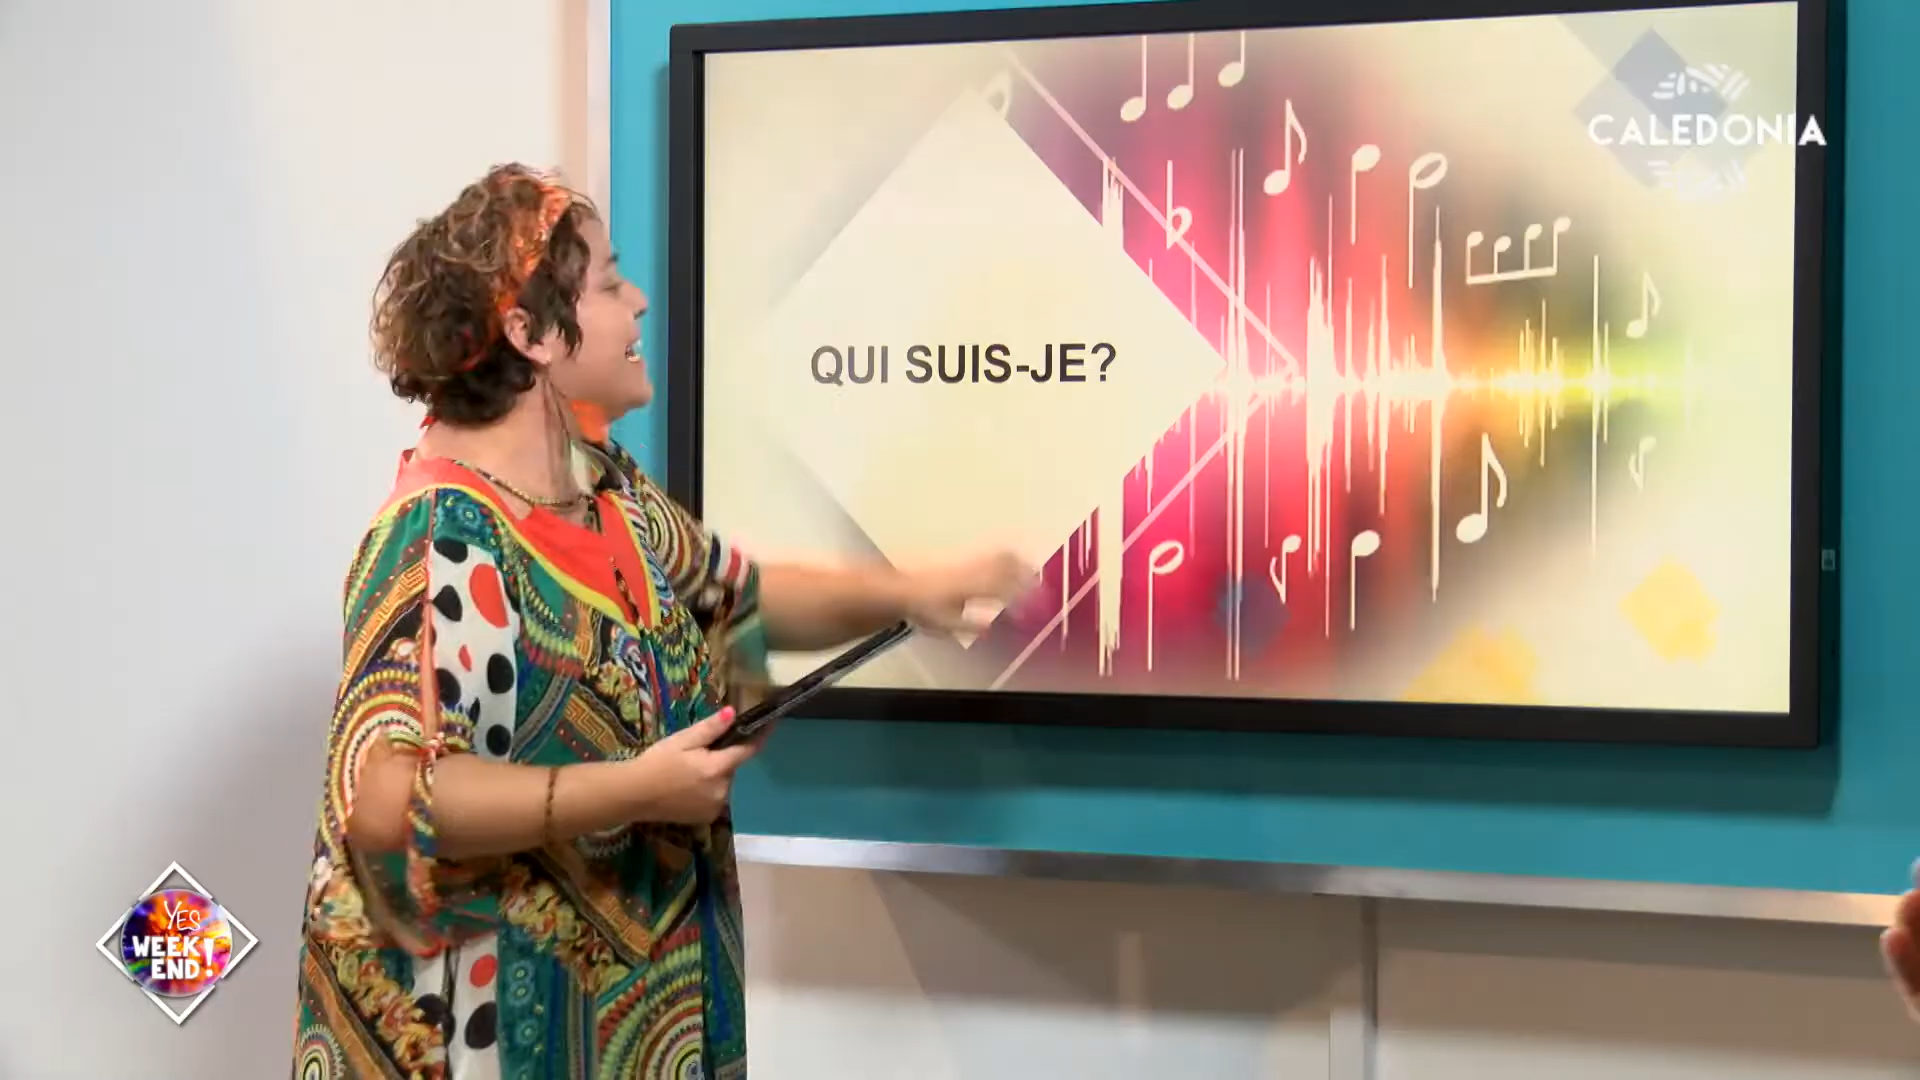 CALEDONIA
QUI SUIS-JE?
YES
WEEK
END!